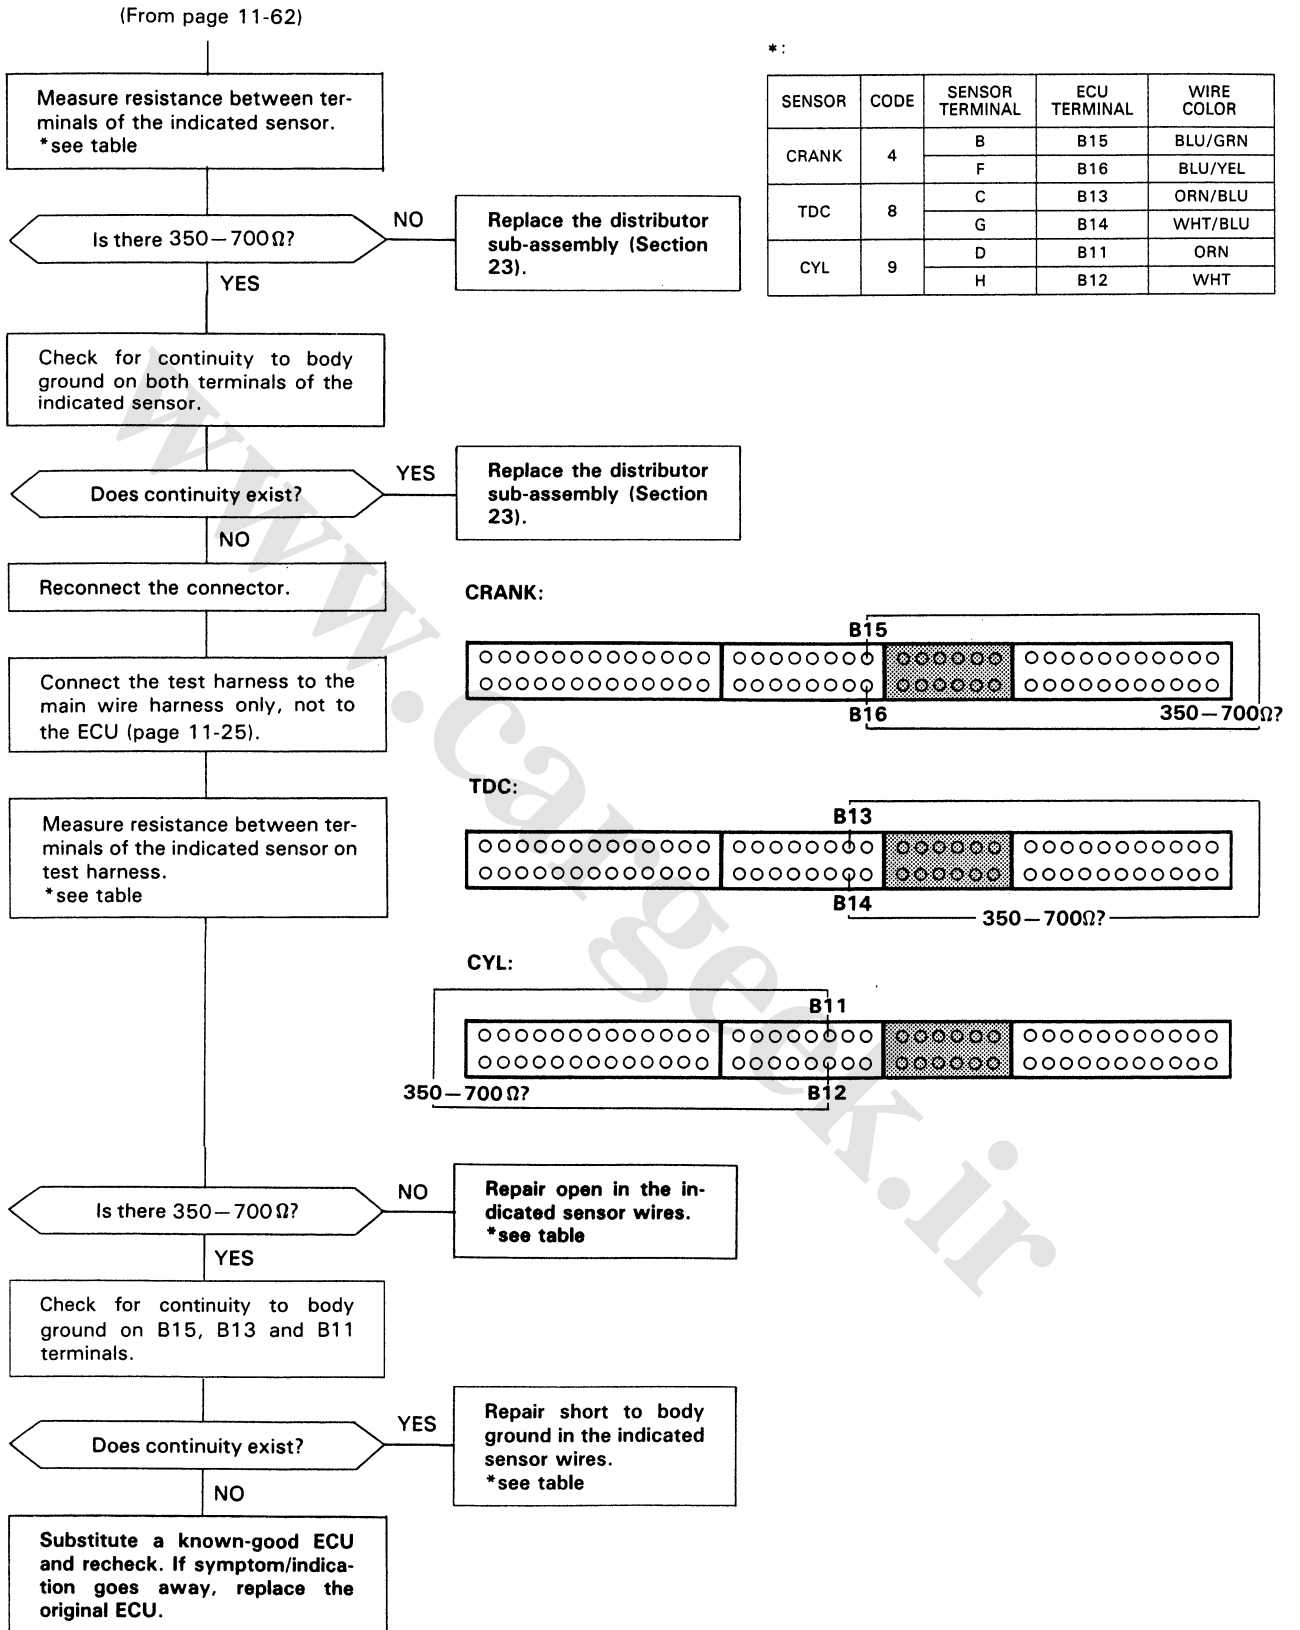 (From page 11-62)
Measure resistance between ter-
minals of the indicated sensor.
*see table
Is there 350–700Ω?
NO
Replace the distributor
sub-assembly (Section
23).
YES
Check for continuity to body
ground on both terminals of the
indicated sensor.
Does continuity exist?
YES
Replace the distributor
sub-assembly (Section
23).
NO
Reconnect the connector.
Connect the test harness to the
main wire harness only, not to
the ECU (page 11-25).
Measure resistance between ter-
minals of the indicated sensor on
test harness.
*see table
Is there 350–700Ω?
NO
Repair open in the in-
dicated sensor wires.
*see table
YES
Check for continuity to body
ground on B15, B13 and B11
terminals.
Does continuity exist?
YES
Repair short to body
ground in the indicated
sensor wires.
*see table
NO
Substitute a known-good ECU
and recheck. If symptom/indica-
tion goes away, replace the
original ECU.
*:
SENSOR CODE SENSOR TERMINAL ECU TERMINAL WIRE COLOR
CRANK 4 B B15 BLU/GRN
F B16 BLU/YEL
TDC 8 C B13 ORN/BLU
G B14 WHT/BLU
CYL 9 D B11 ORN
H B12 WHT
CRANK:
B15
B16
350–700Ω?
TDC:
B13
B14
350–700Ω?
CYL:
B11
350–700Ω?
B12
www.cargeek.ir